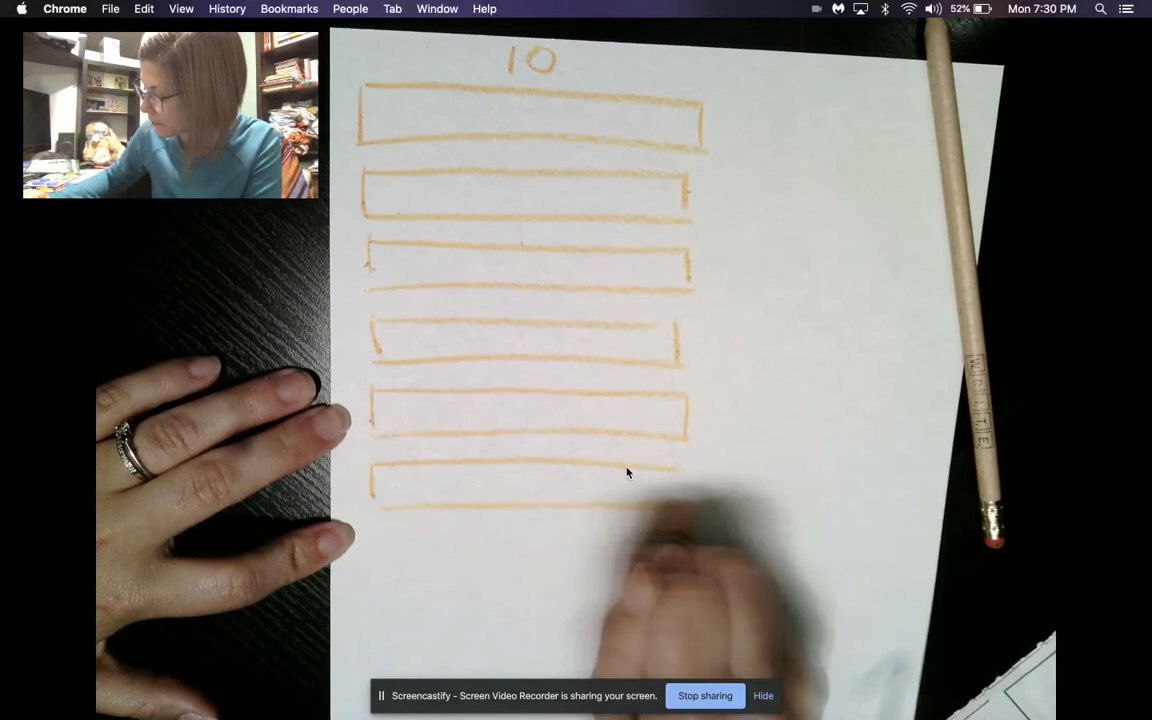 Chrome File Edit View History Bookmarks People Tab Window Help 52% Mon 7:30 PM
10
WRITE
Screencastify - Screen Video Recorder is sharing your screen. Stop sharing Hide